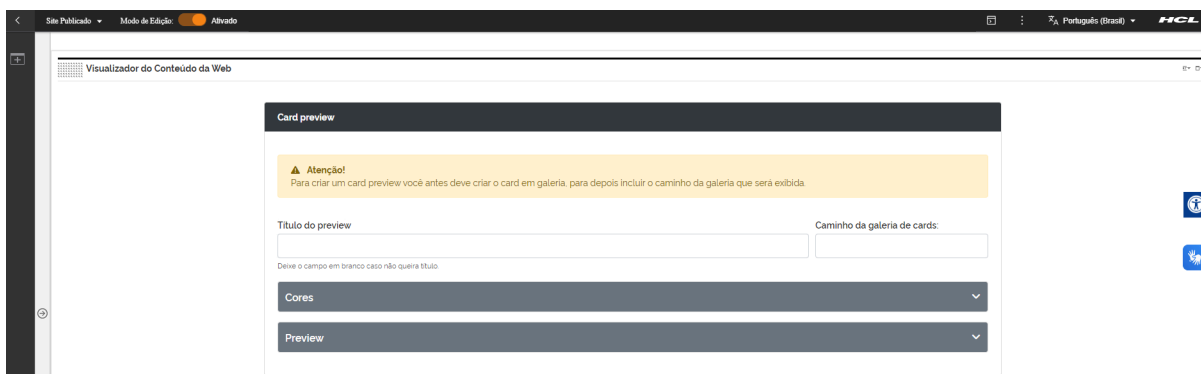 Site Publicado Modo de Edição: Ativado Português (Brasil) HCL
Visualizador do Conteúdo da Web
Card preview
Atenção!
Para criar um card preview você antes deve criar o card em galeria, para depois incluir o caminho da galeria que será exibida.
Título do preview Caminho da galeria de cards:
Deixe o campo em branco caso não queira título.
Cores
Preview